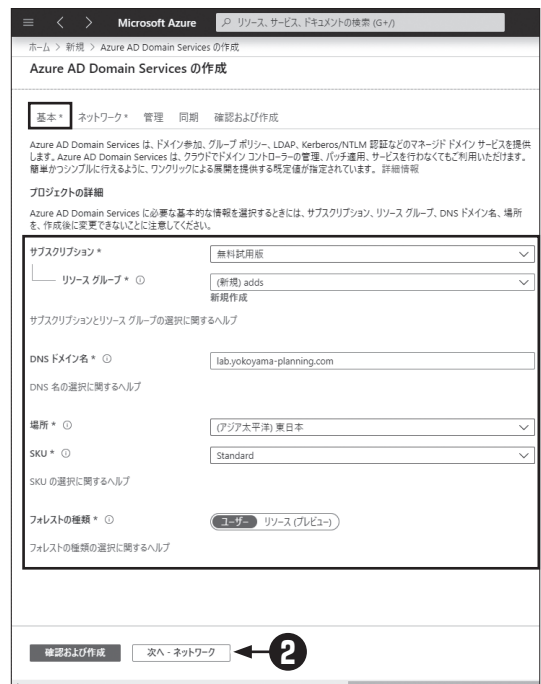 Microsoft Azure
リソース、サービス、ドキュメントの検索 (G+/)
ホーム > 新規 > Azure AD Domain Services の作成
Azure AD Domain Services の作成
基本 * ネットワーク * 管理 同期 確認および作成
Azure AD Domain Services は、ドメイン参加、グループ ポリシー、LDAP、Kerberos/NTLM 認証などのマネージド ドメイン サービスを提供
します。Azure AD Domain Services は、クラウドでドメイン コントローラーの管理、パッチ適用、サービスを行わなくてもご利用いただけます。
簡単かつシンプルに行えるように、ワンクリックによる展開を提供する既定値が指定されています。 詳細情報
プロジェクトの詳細
Azure AD Domain Services に必要な基本的な情報を選択するときには、サブスクリプション、リソース グループ、DNS ドメイン名、場所
を、作成後に変更できないことに注意してください。
サブスクリプション * 無料試用版
リソース グループ * (新規) adds
新規作成
サブスクリプションとリソース グループの選択に関するヘルプ
DNS ドメイン名 * lab.yokoyama-planning.com
DNS 名の選択に関するヘルプ
場所 * (アジア太平洋) 東日本
SKU * Standard
SKU の選択に関するヘルプ
フォレストの種類 * ユーザー リソース (プレビュー)
フォレストの種類の選択に関するヘルプ
確認および作成 次へ - ネットワーク 2